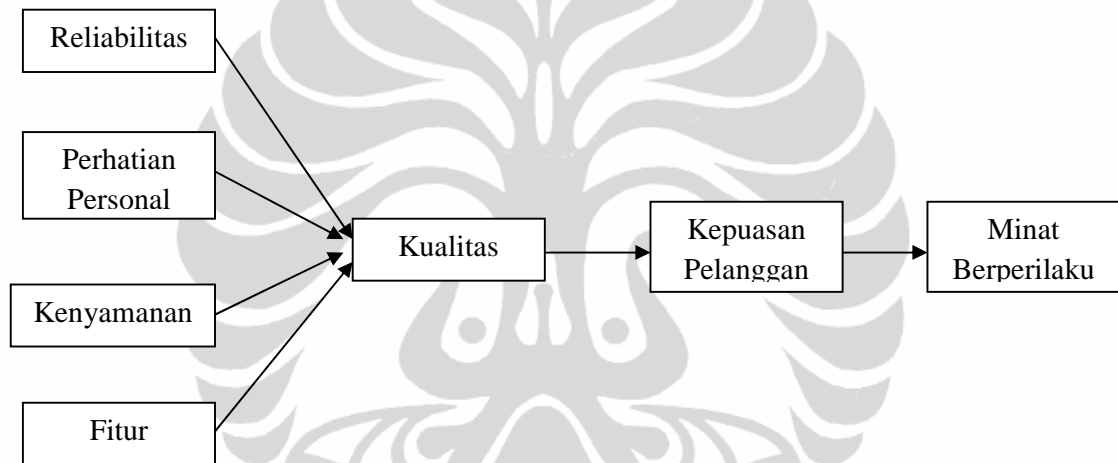 Reliabilitas
Perhatian
Personal
Kenyamanan
Fitur
Kualitas
Kepuasan
Pelanggan
Minat
Berperilaku